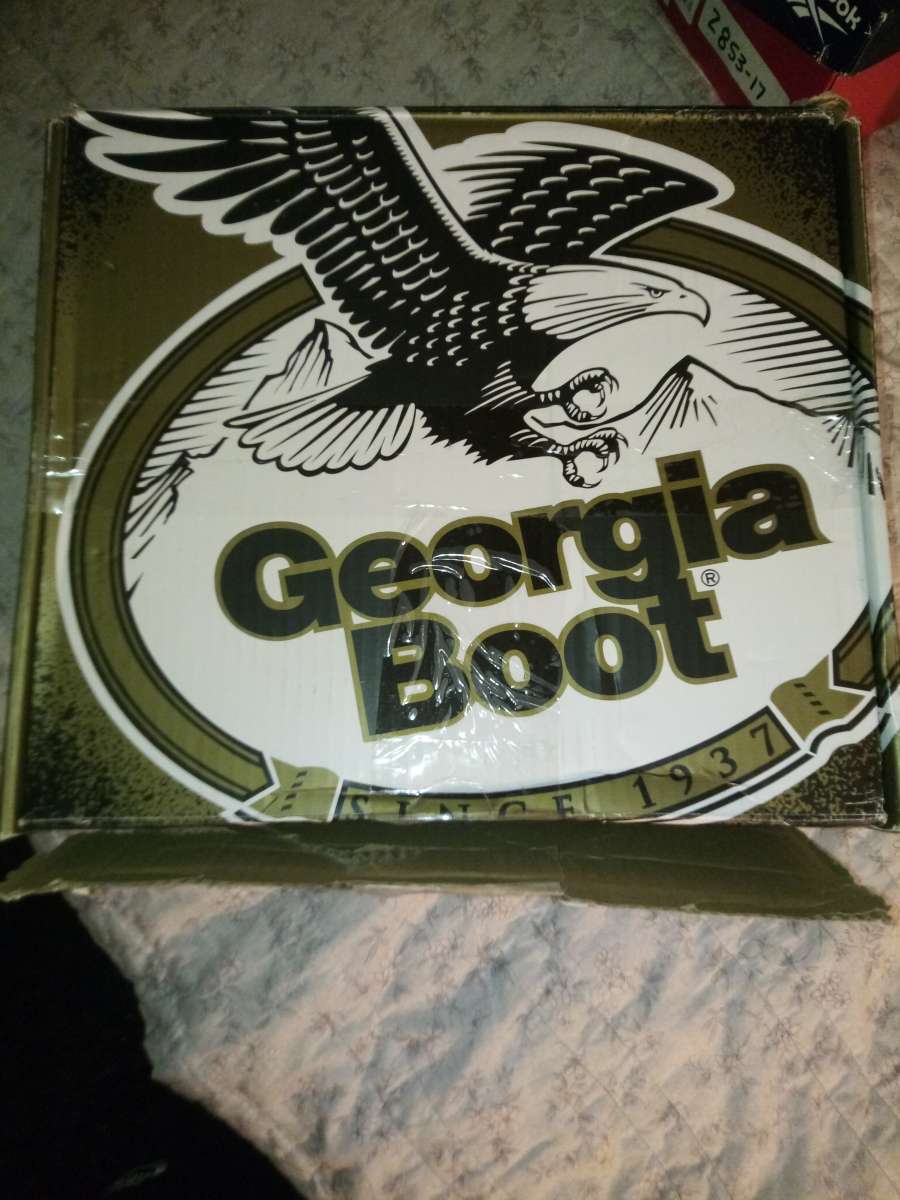 2853-17
Georgia
Boot®
SINCE 1937